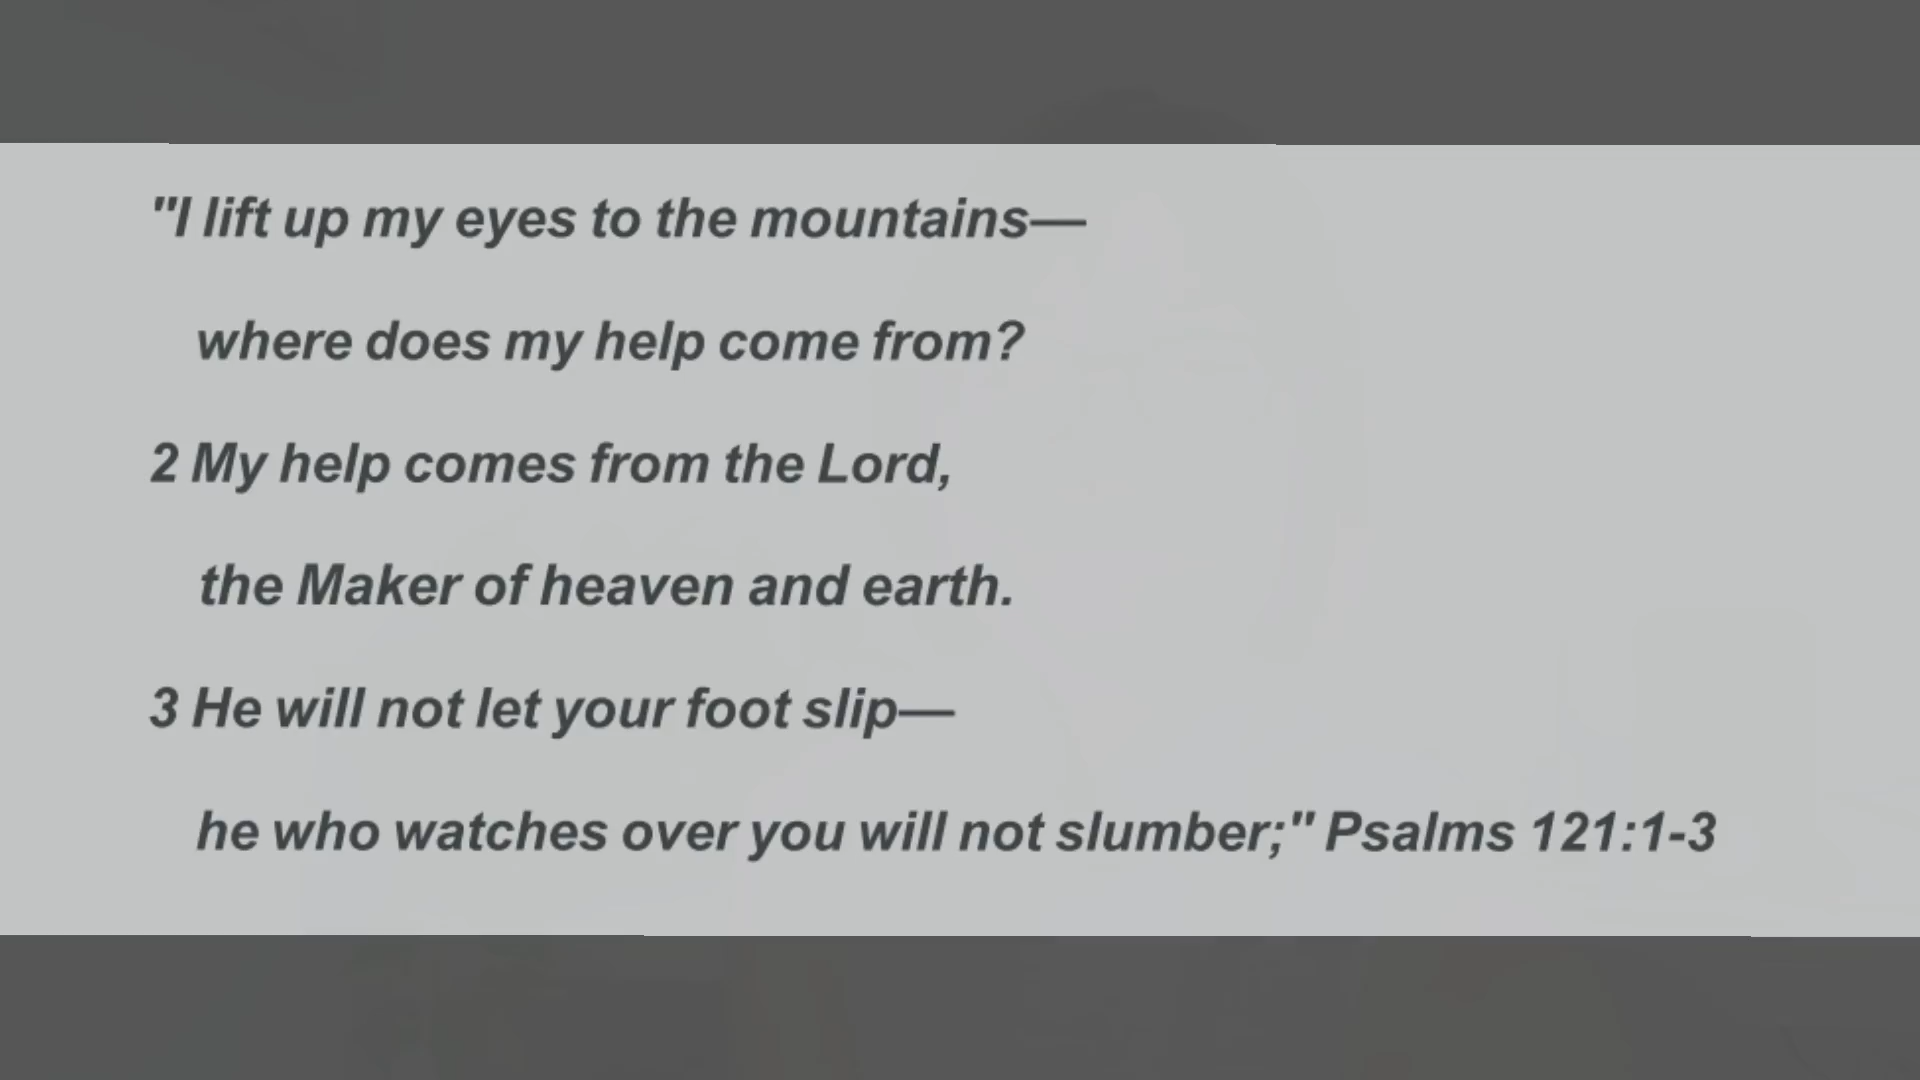 "I lift up my eyes to the mountains—
where does my help come from?
2 My help comes from the Lord,
the Maker of heaven and earth.
3 He will not let your foot slip—
he who watches over you will not slumber;" Psalms 121:1-3